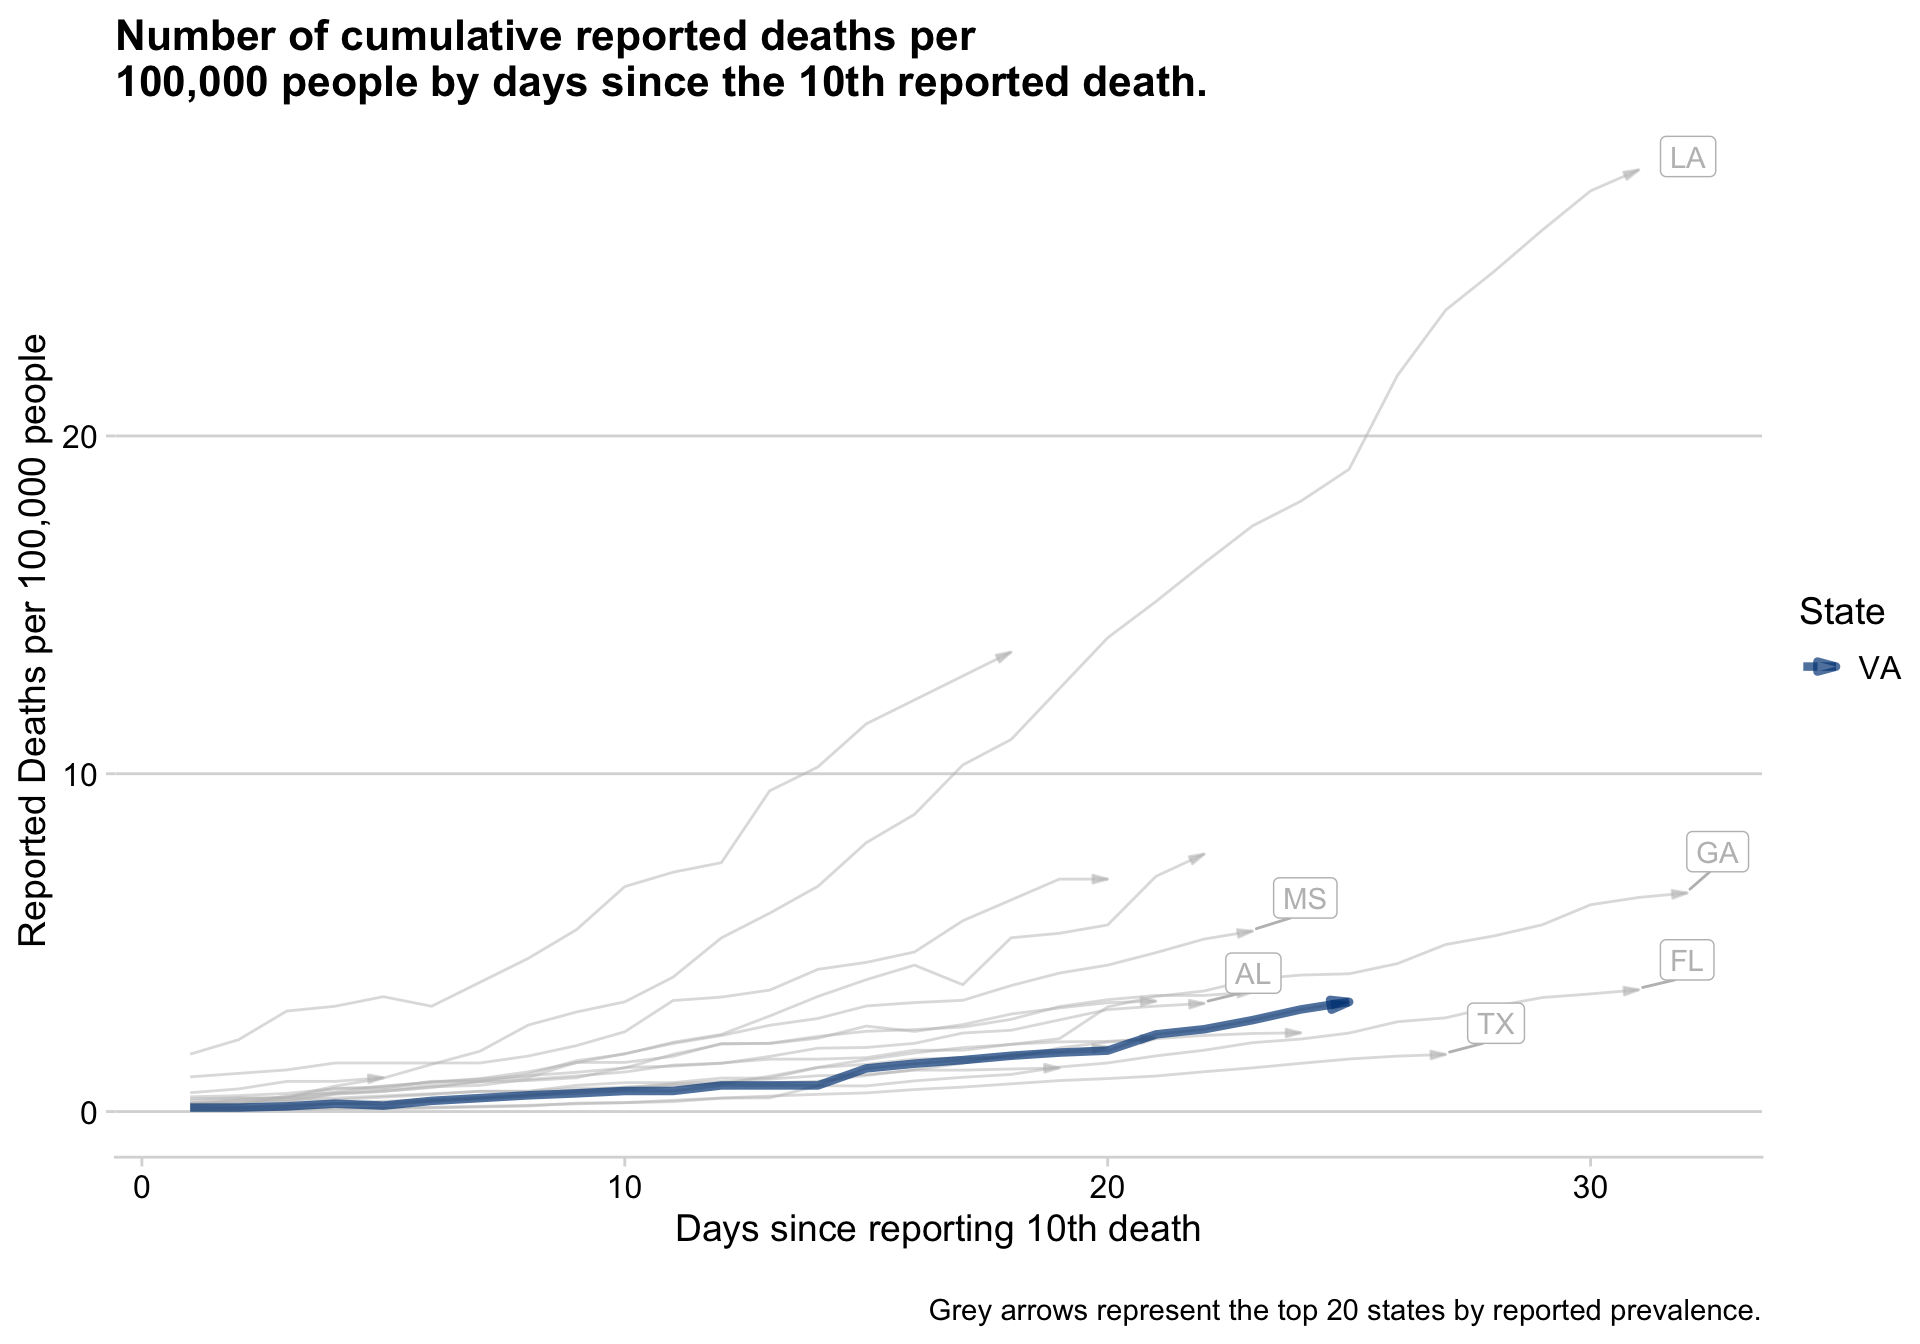 Number of cumulative reported deaths per
100,000 people by days since the 10th reported death.
Reported Deaths per 100,000 people
20
10
0
LA
GA
MS
FL
AL
TX
State
VA
0
10
20
30
Days since reporting 10th death
Grey arrows represent the top 20 states by reported prevalence.